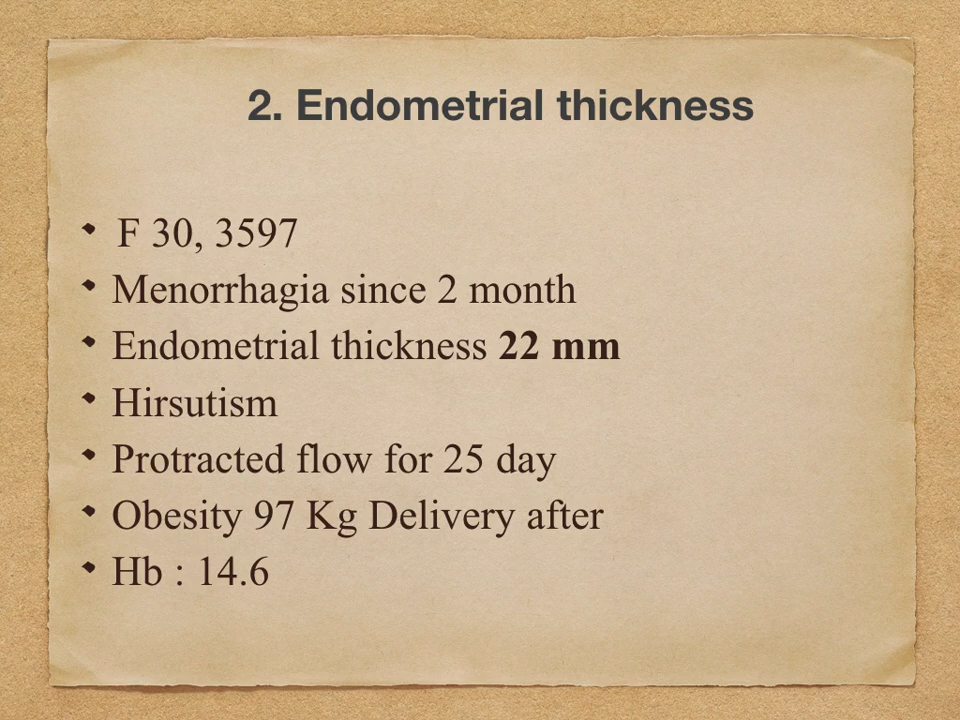 2. Endometrial thickness
F 30, 3597
Menorrhagia since 2 month
Endometrial thickness 22 mm
Hirsutism
Protracted flow for 25 day
Obesity 97 Kg Delivery after
Hb : 14.6